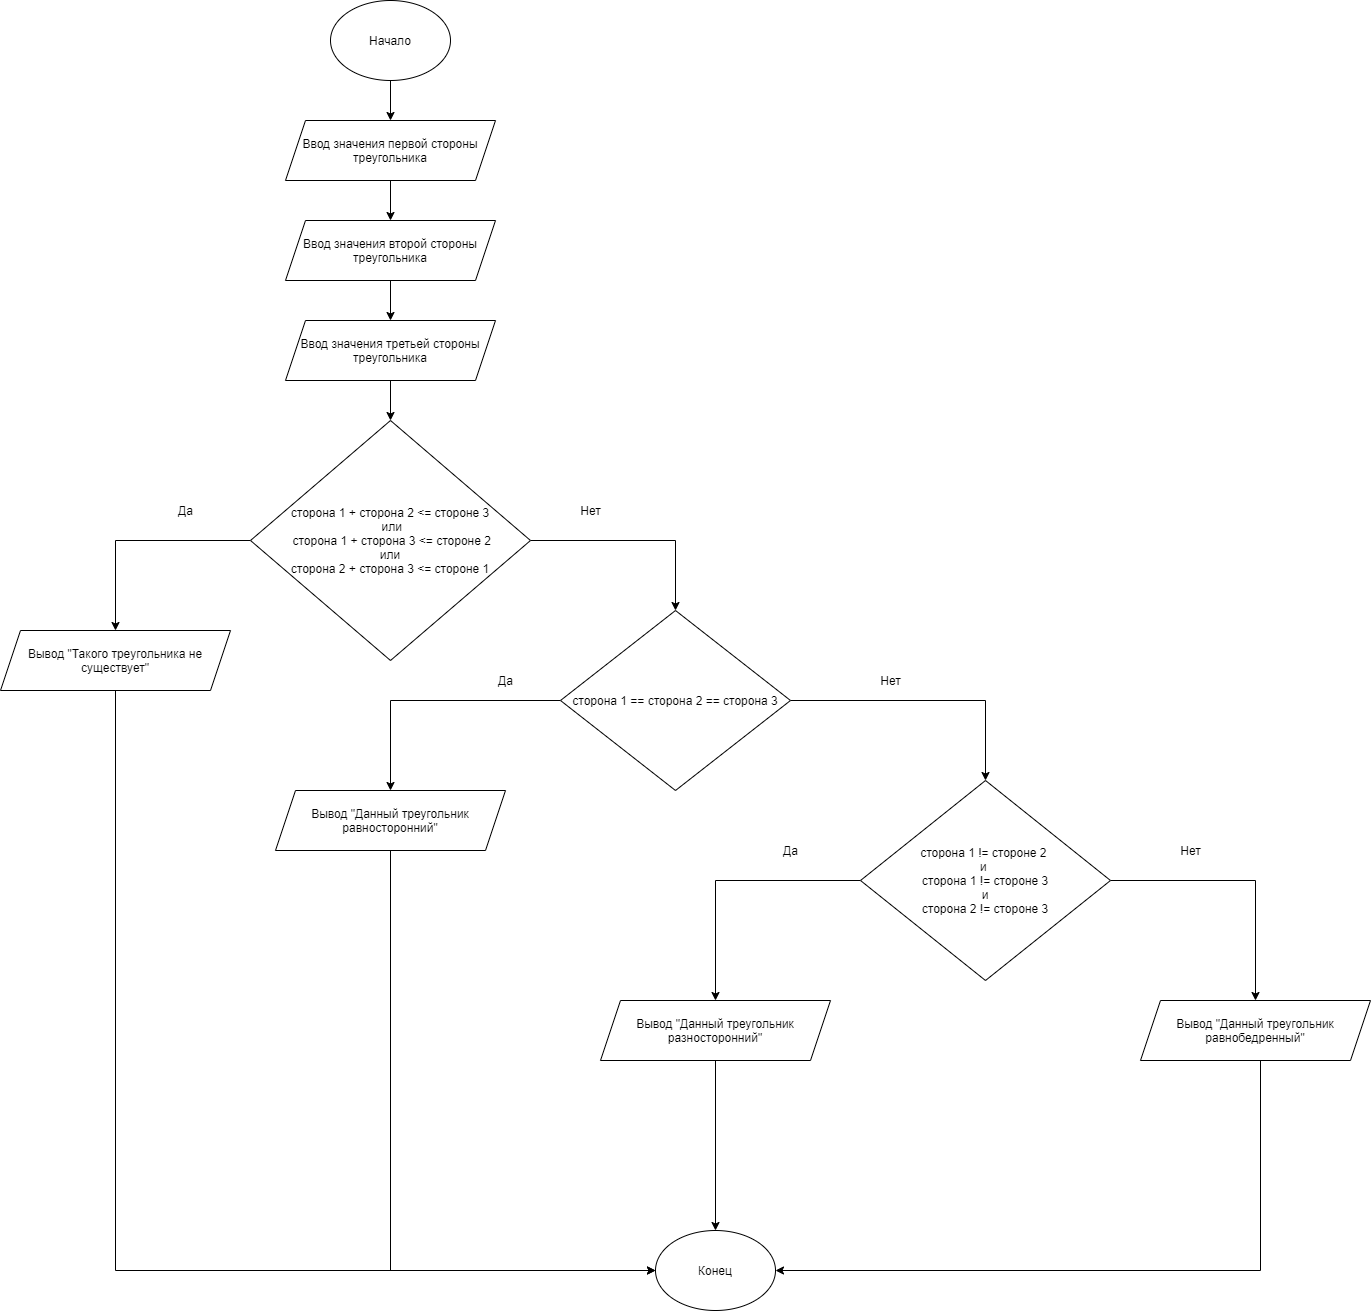 Начало
Ввод значения первой стороны
треугольника
Ввод значения второй стороны
треугольника
Ввод значения третьей стороны
треугольника
сторона 1 + сторона 2 <= стороне 3
или
сторона 1 + сторона 3 <= стороне 2
или
сторона 2 + сторона 3 <= стороне 1
Да
Нет
Вывод "Такого треугольника не
существует"
сторона 1 == сторона 2 == сторона 3
Да
Нет
Вывод "Данный треугольник
равносторонний"
сторона 1 != стороне 2
и
сторона 1 != стороне 3
и
сторона 2 != стороне 3
Да
Нет
Вывод "Данный треугольник
разносторонний"
Вывод "Данный треугольник
равнобедренный"
Конец